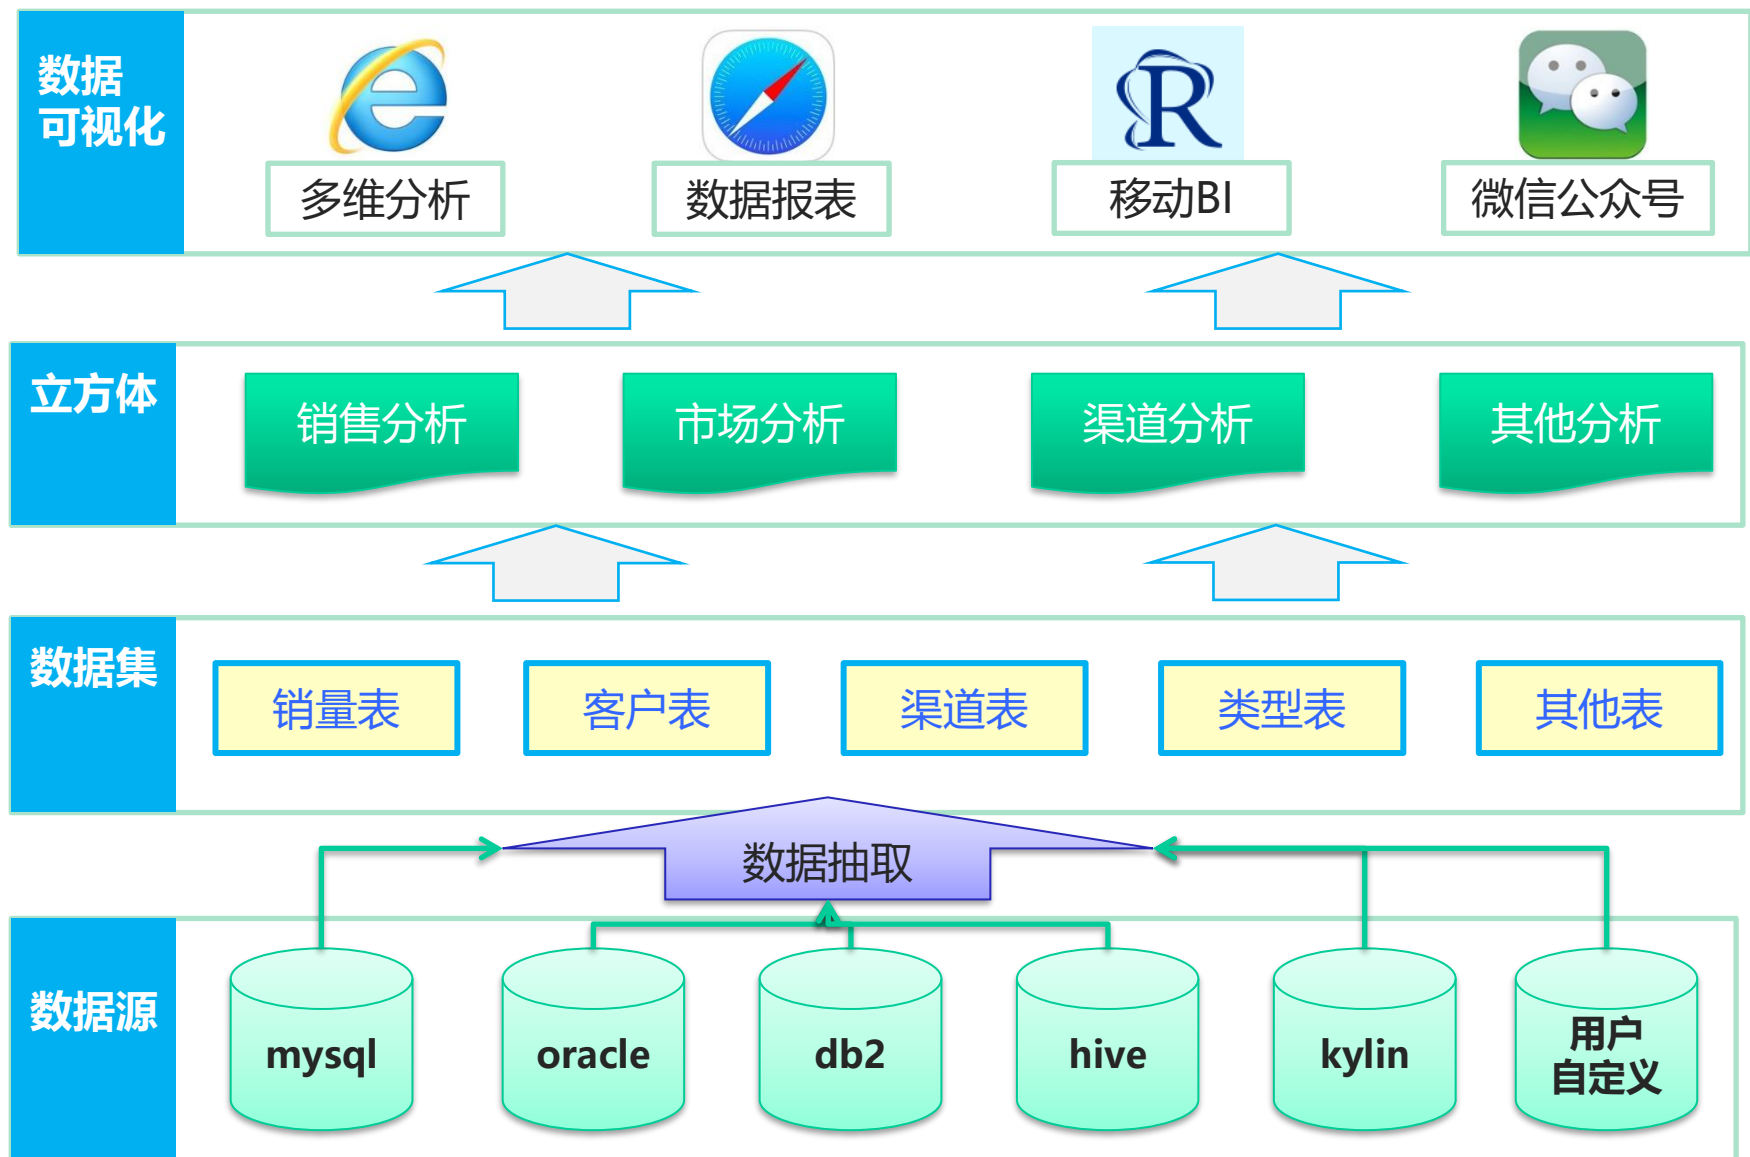 数据
可视化
R
多维分析
数据报表
移动BI
微信公众号
立方体
销售分析
市场分析
渠道分析
其他分析
数据集
销量表
客户表
渠道表
类型表
其他表
数据抽取
数据源
mysql
oracle
db2
hive
kylin
用户
自定义